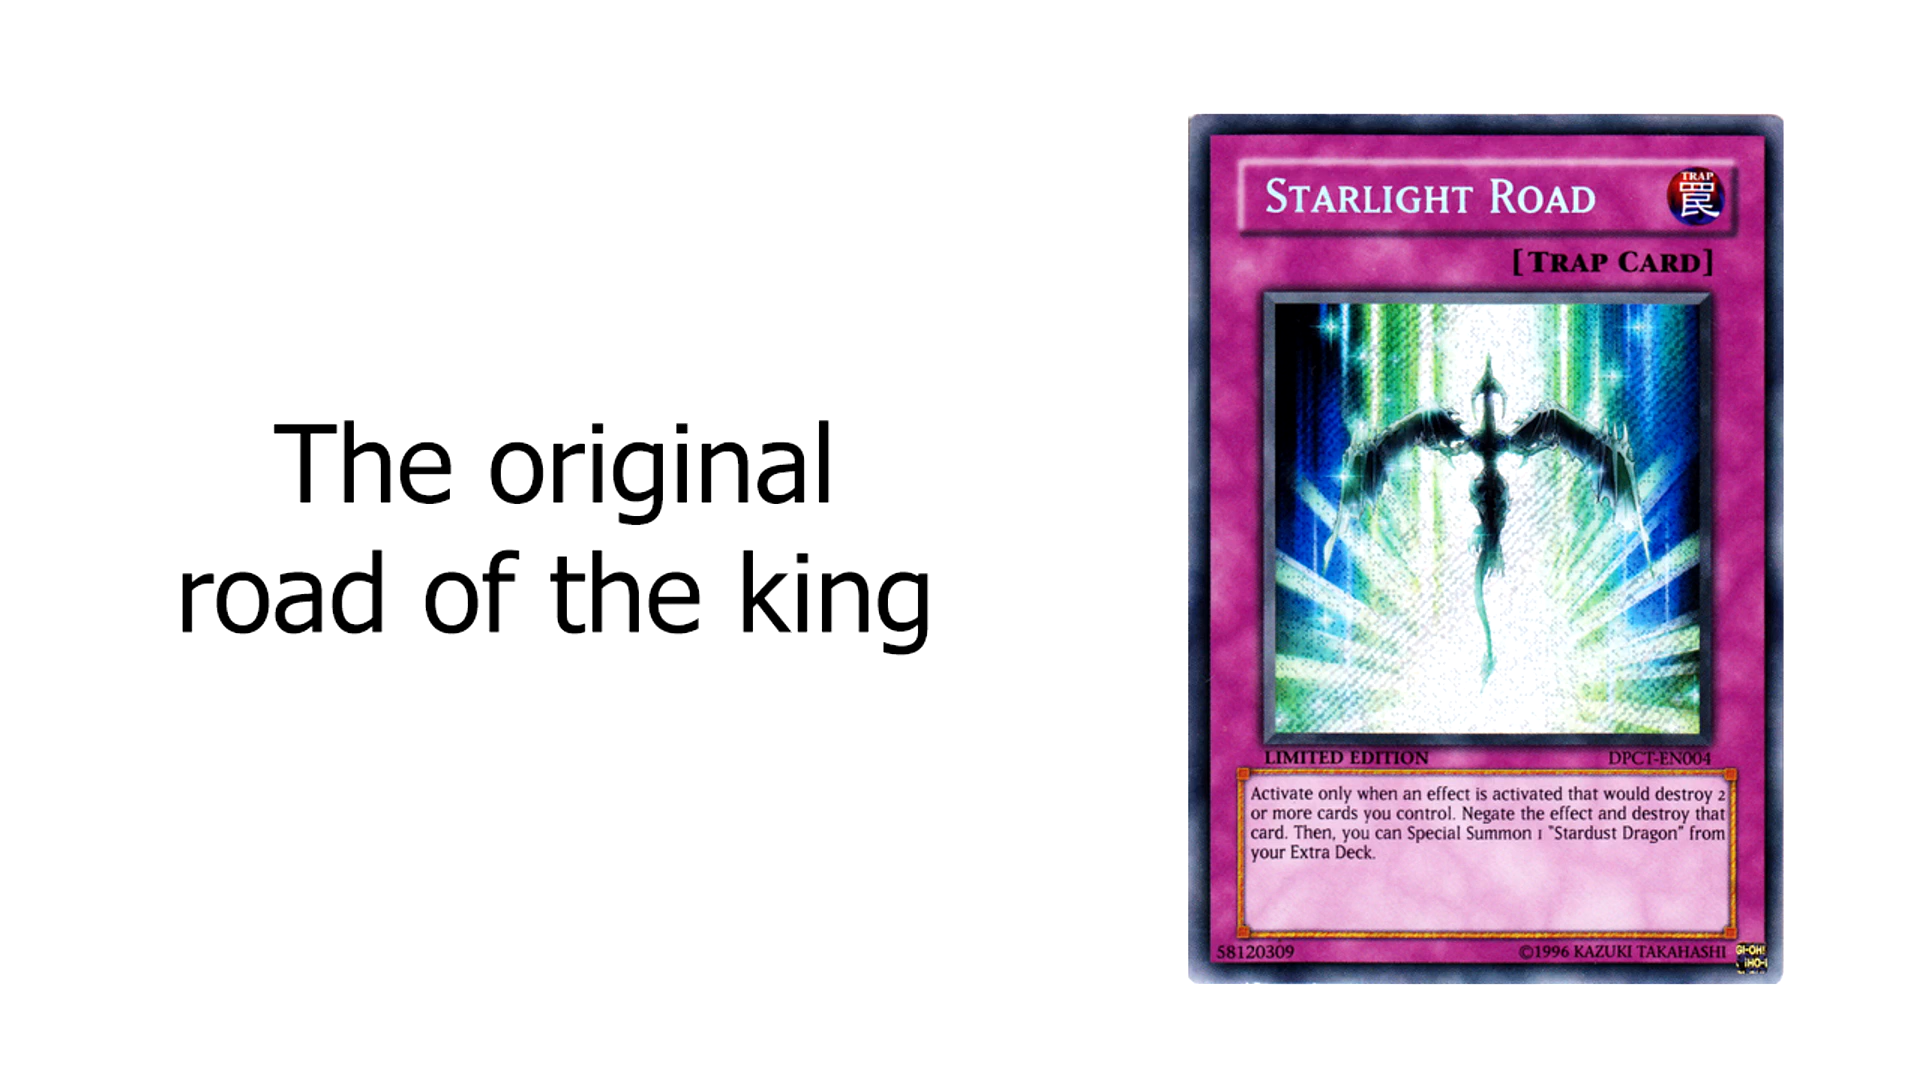 The original
road of the king
STARLIGHT ROAD
TRAP
罠
[TRAP CARD]
LIMITED EDITION
DPCT-EN004
Activate only when an effect is activated that would destroy 2
or more cards you control. Negate the effect and destroy that
card. Then, you can Special Summon 1 "Stardust Dragon" from
your Extra Deck.
58120309
©1996 KAZUKI TAKAHASHI